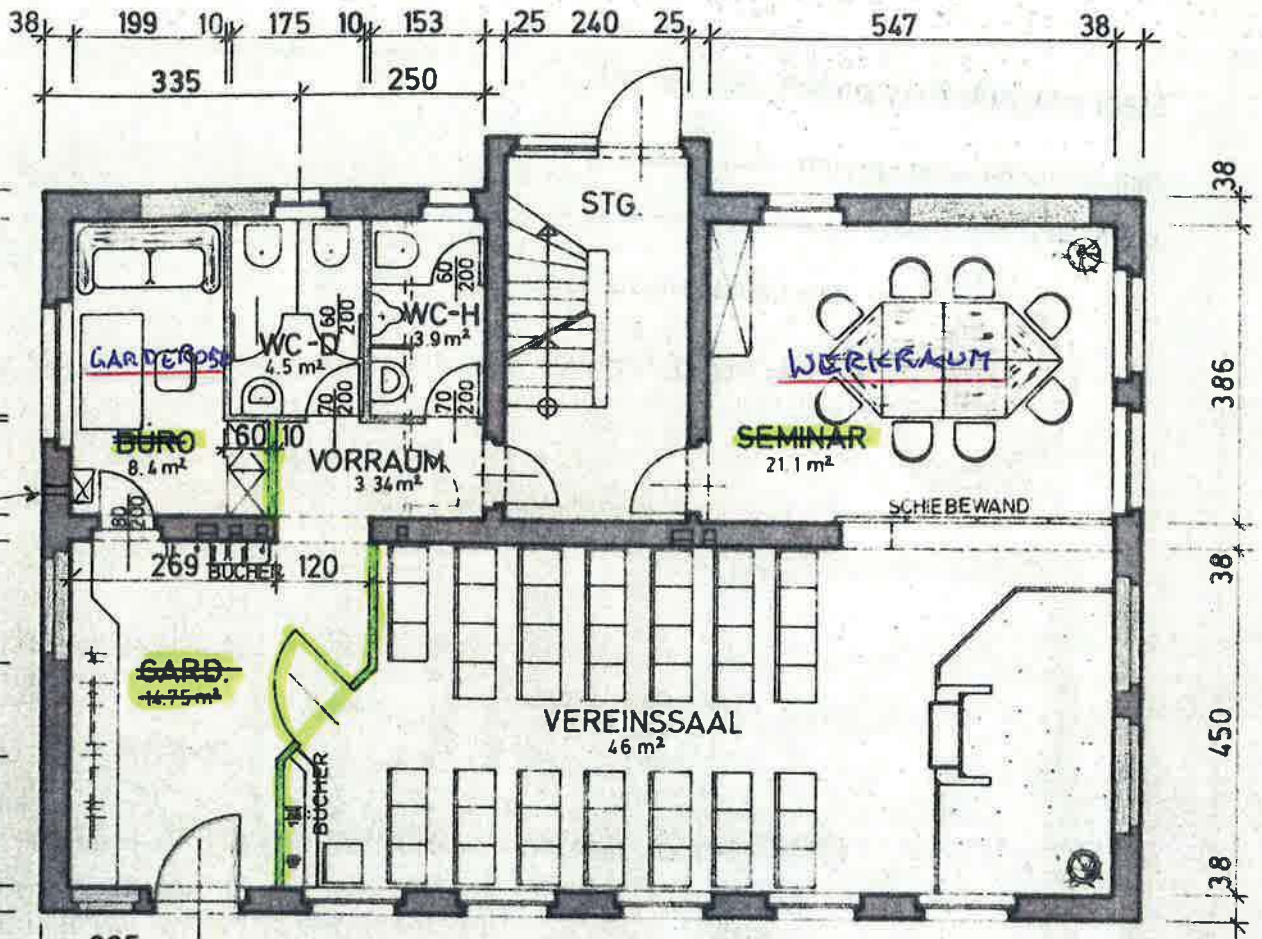 38 199 10 175 10 153 25 240 25 547 38
335 250
38
STG.
60
200
60
200
WC-H
3.9 m²
WC-D
4.5 m²
GARDEROBE
WERKRAUM
386
70
200
70
200
BÜRO
8.4 m²
60 10
VORRAUM
3.34 m²
SEMINAR
21.1 m²
SCHIEBEWAND
80
200
269 BÜCHER 120
38
GARD.
14.75 m²
VEREINSSAAL
46 m²
450
BÜCHER
38